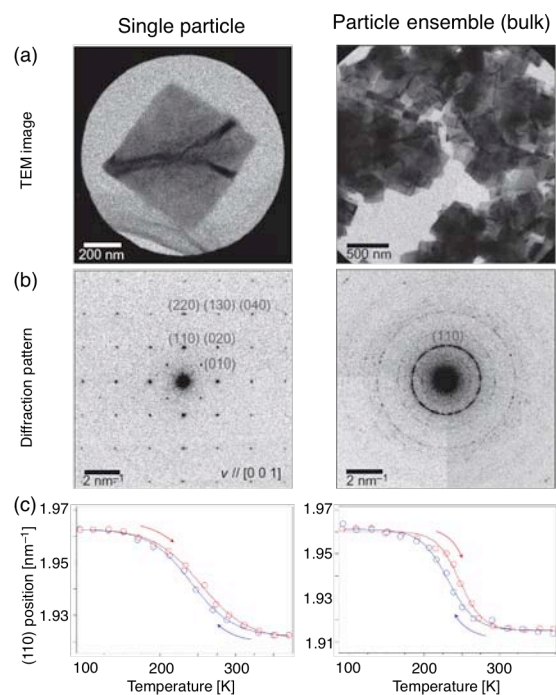 Single particle
Particle ensemble (bulk)
(a)
TEM image
200 nm
500 nm
(b)
Diffraction pattern
(220) (130) (040)
(110) (020)
(010)
2 nm⁻¹
v // [0 0 1]
(110)
2 nm⁻¹
(c)
(110) position [nm⁻¹]
1.97
1.95
1.93
100 200 300
Temperature [K]
1.97
1.95
1.93
1.91
100 200 300
Temperature [K]